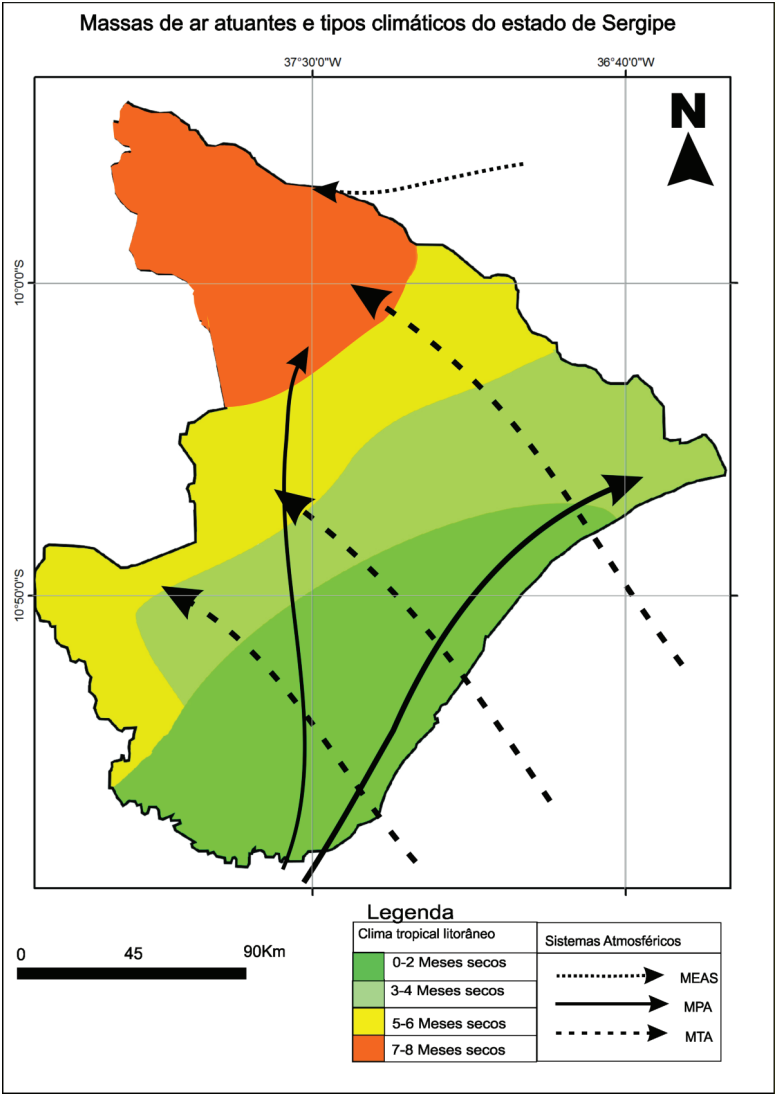 Massas de ar atuantes e tipos climáticos do estado de Sergipe
37°30'0"W
36°40'0"W
N
10°0'0"S
10°50'0"S
Legenda
0
45
90Km
Clima tropical litorâneo
0-2 Meses secos
3-4 Meses secos
5-6 Meses secos
7-8 Meses secos
Sistemas Atmosféricos
MEAS
MPA
MTA